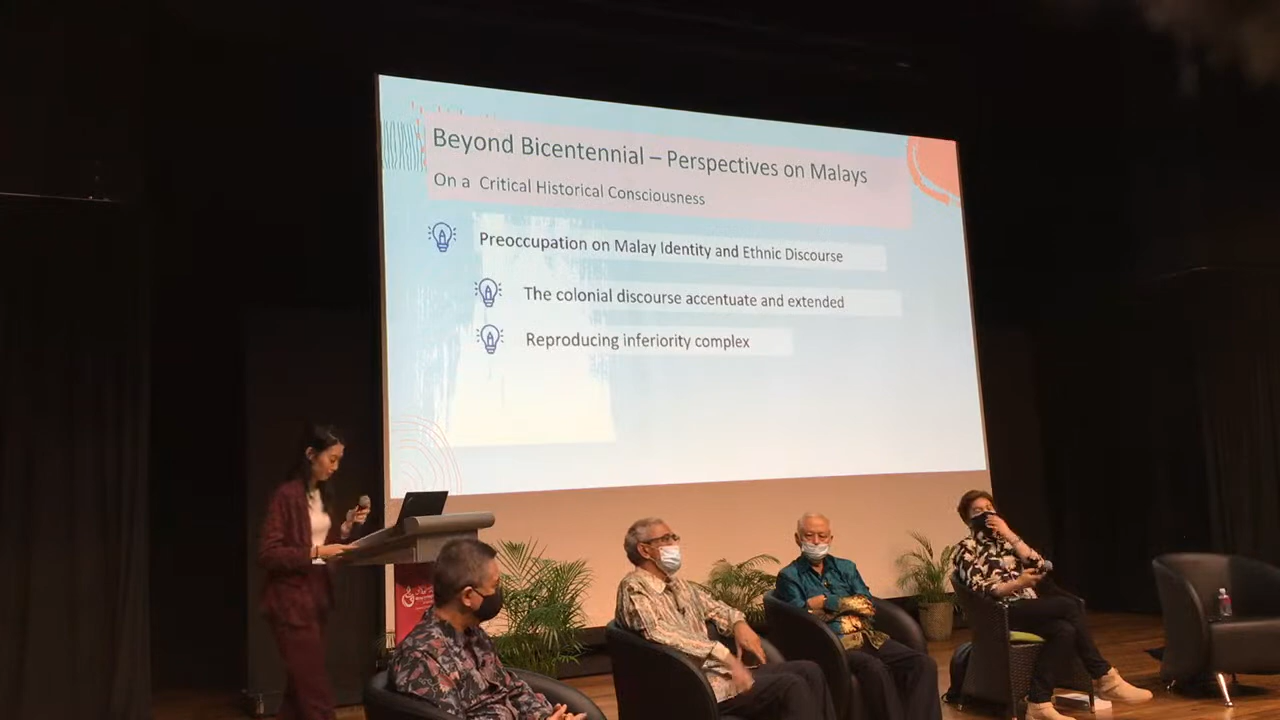 Beyond Bicentennial – Perspectives on Malays
On a Critical Historical Consciousness
Preoccupation on Malay Identity and Ethnic Discourse
The colonial discourse accentuate and extended
Reproducing inferiority complex